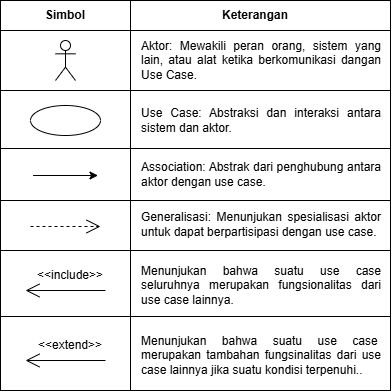 Simbol
Keterangan
Aktor: Mewakili peran orang, sistem yang
lain, atau alat ketika berkomunikasi dangan
Use Case.
Use Case: Abstraksi dan interaksi antara
sistem dan aktor.
Association: Abstrak dari penghubung antara
aktor dengan use case.
Generalisasi: Menunjukan spesialisasi aktor
untuk dapat berpartisipasi dengan use case.
<<include>>
Menunjukan bahwa suatu use case
seluruhnya merupakan fungsionalitas dari
use case lainnya.
<<extend>>
Menunjukan bahwa suatu use case
merupakan tambahan fungsinalitas dari use
case lainnya jika suatu kondisi terpenuhi..